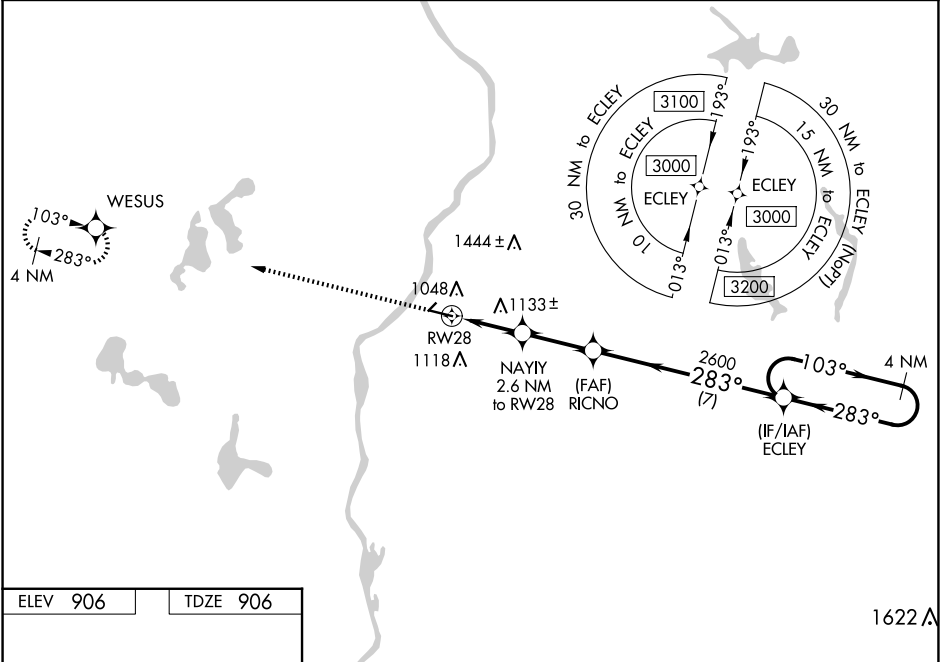 30 NM to ECLEY
3100
193°
10 NM to ECLEY
3000
ECLEY
013°
30 NM to ECLEY (NoPT)
193°
15 NM to ECLEY
ECLEY
3000
013°
3200
WESUS
103°
283°
4 NM
1444 ±
1048
1133 ±
RW28
1118
NAYIY
2.6 NM
to RW28
(FAF)
RICNO
2600
283°
(7)
103°
4 NM
283°
(IF/IAF)
ECLEY
ELEV 906
TDZE 906
1622